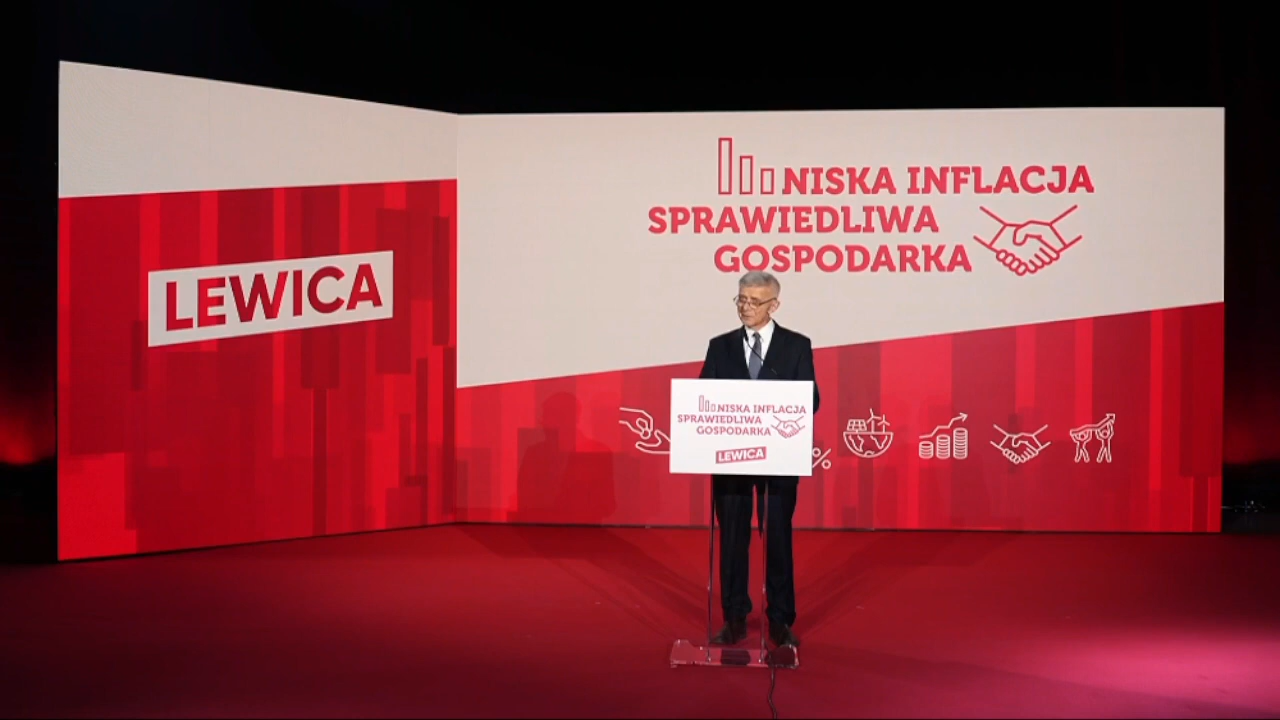 LEWICA
NISKA INFLACJA
SPRAWIEDLIWA
GOSPODARKA
NISKA INFLACJA
SPRAWIEDLIWA
GOSPODARKA
LEWICA
%